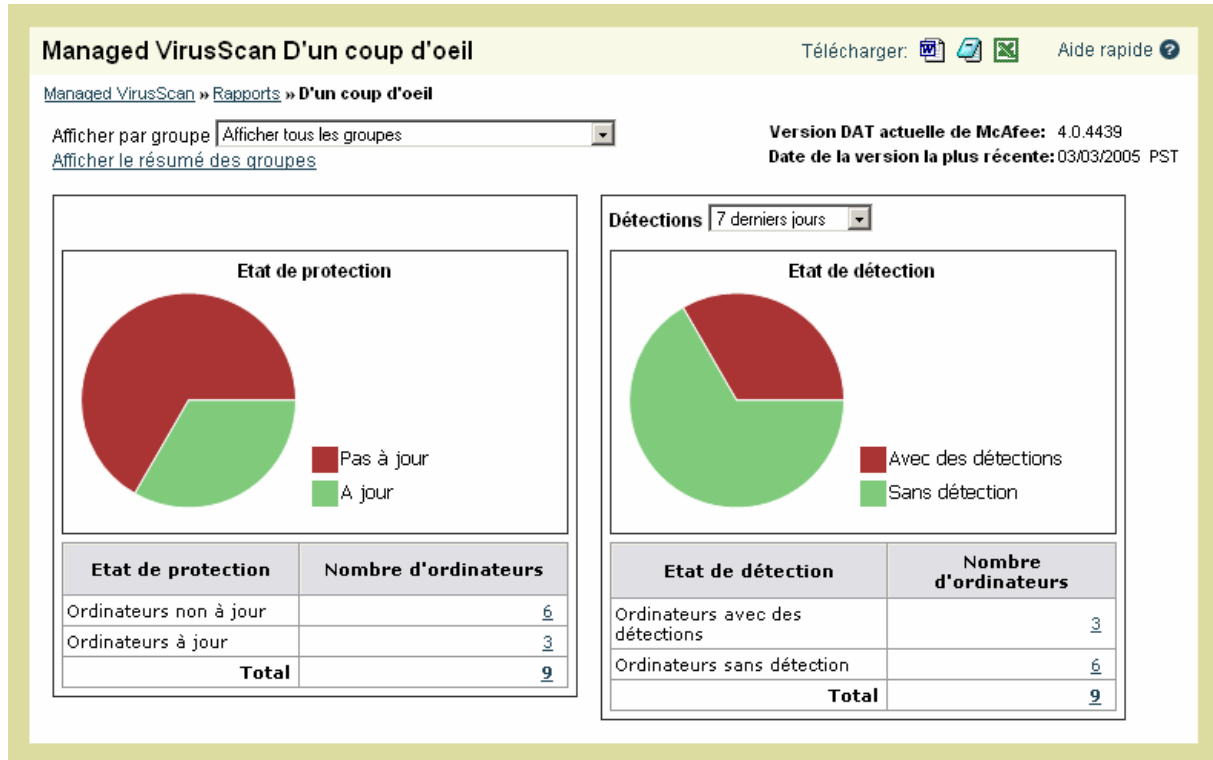 Managed VirusScan D'un coup d'oeil
Télécharger:
Aide rapide
Managed VirusScan » Rapports » D'un coup d'oeil
Afficher par groupe Afficher tous les groupes
Afficher le résumé des groupes
Version DAT actuelle de McAfee: 4.0.4439
Date de la version la plus récente: 03/03/2005 PST
Etat de protection
Pas à jour
A jour
Etat de protection Nombre d'ordinateurs
Ordinateurs non à jour 6
Ordinateurs à jour 3
Total 9
Détections 7 derniers jours
Etat de détection
Avec des détections
Sans détection
Etat de détection Nombre
d'ordinateurs
Ordinateurs avec des
détections 3
Ordinateurs sans détection 6
Total 9